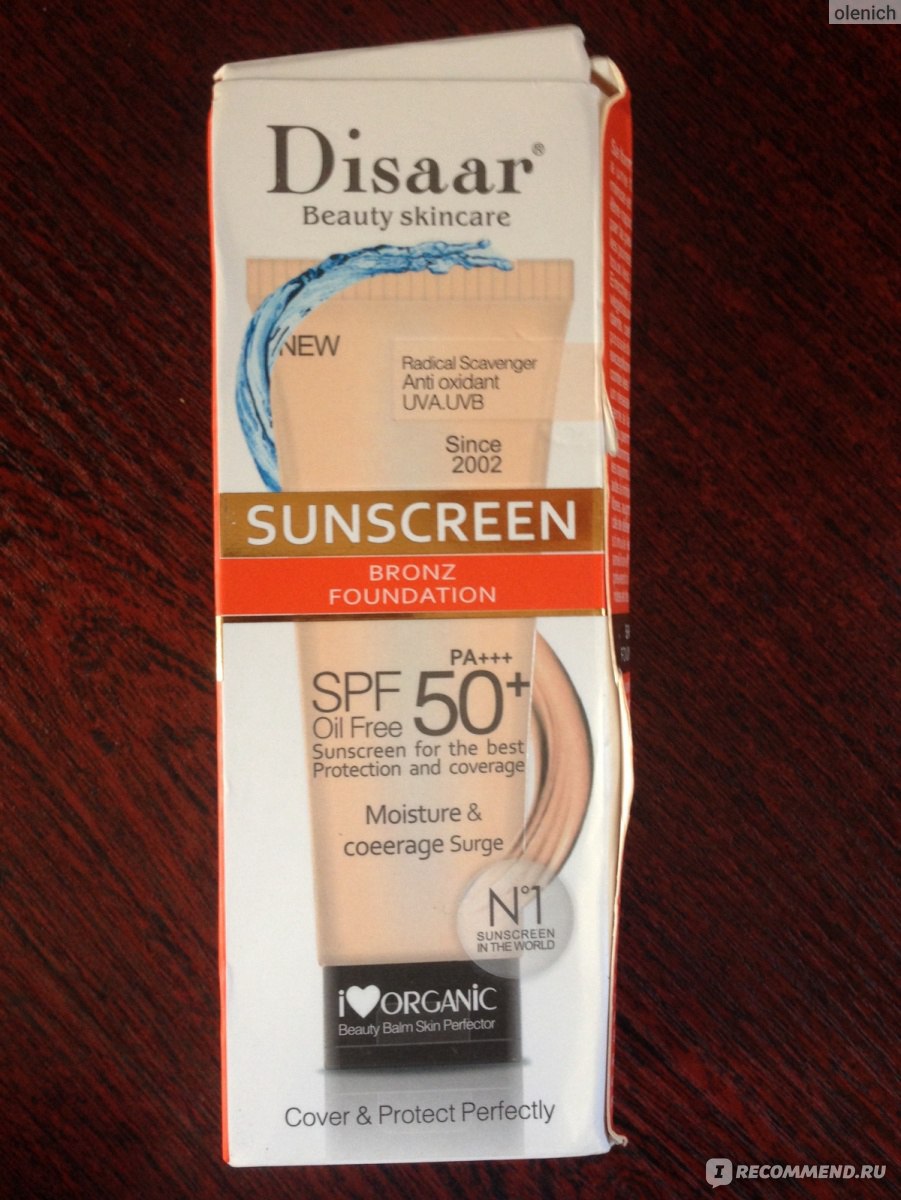 olenich
Disaar®
Beauty skincare
NEW
Radical Scavenger
Anti oxidant
UVA.UVB
Since
2002
SUNSCREEN
BRONZ
FOUNDATION
PA+++
SPF 50+
Oil Free
Sunscreen for the best
Protection and coverage
Moisture &
coeerage Surge
N°1
SUNSCREEN
IN THE WORLD
i♥ORGANiC
Beauty Balm Skin Perfector
Cover & Protect Perfectly
I RECOMMEND.RU